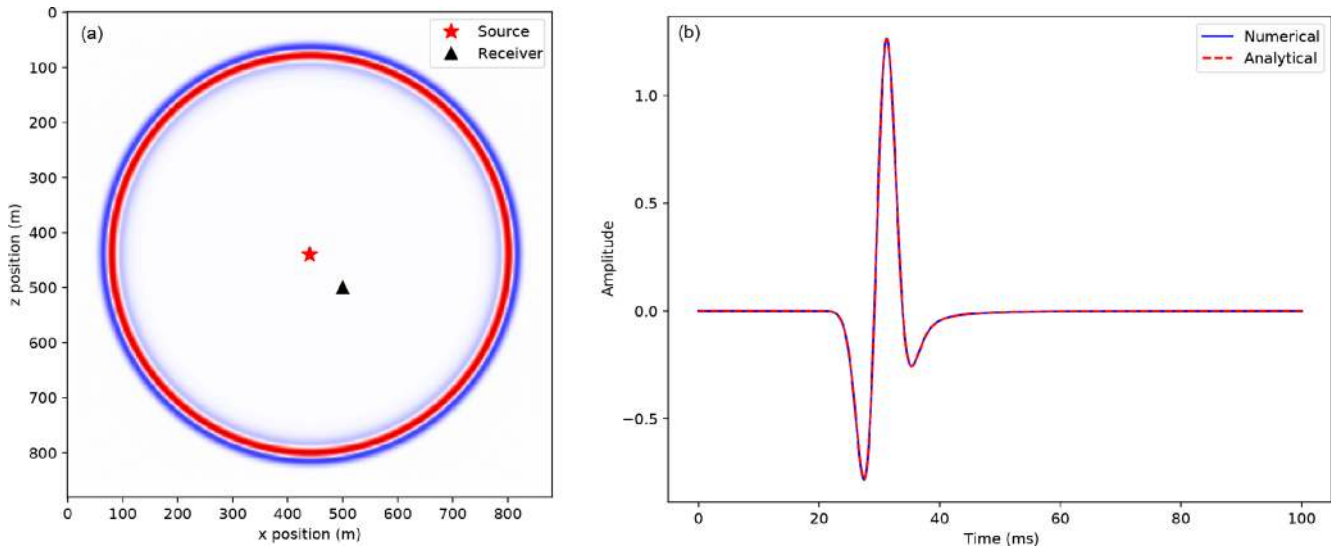 (a)
Source
Receiver
0
100
200
300
400
500
600
700
800
z position (m)
0 100 200 300 400 500 600 700 800
x position (m)
(b)
Numerical
Analytical
1.0
0.5
0.0
−0.5
Amplitude
0 20 40 60 80 100
Time (ms)